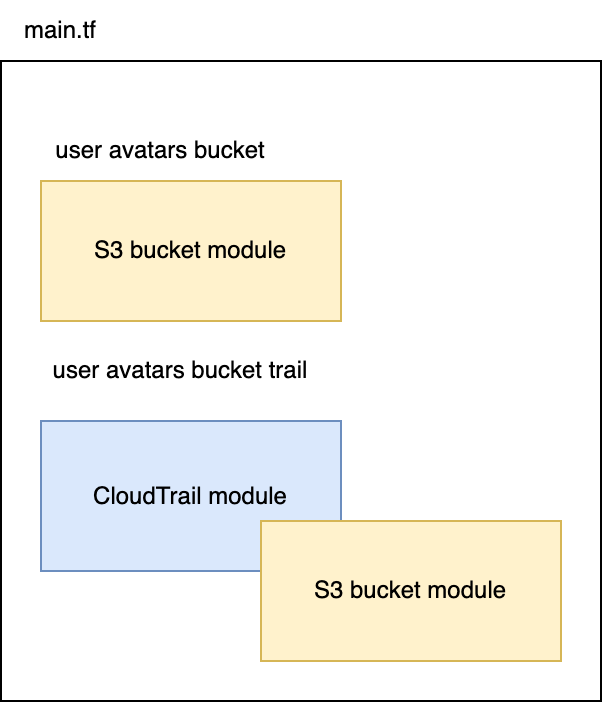 main.tf
user avatars bucket
S3 bucket module
user avatars bucket trail
CloudTrail module
S3 bucket module